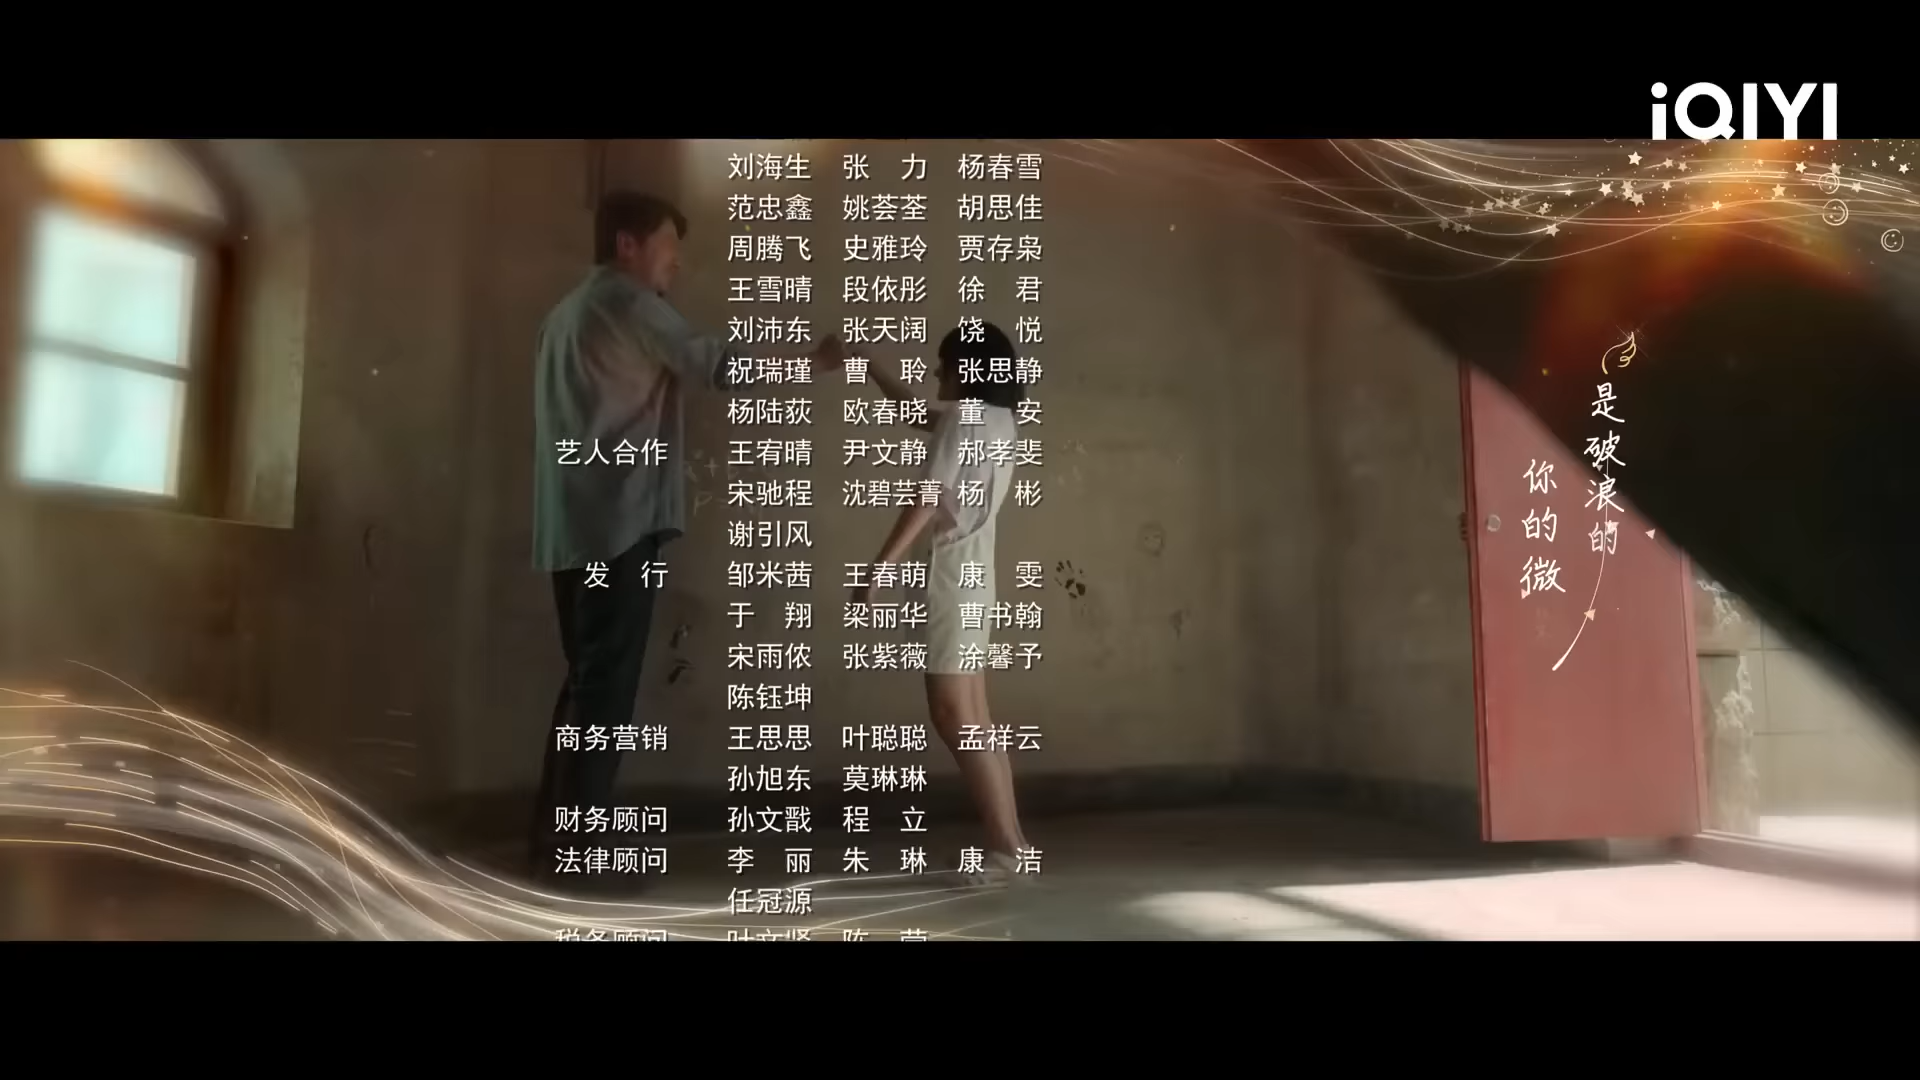 iQIYI
刘海生 张 力 杨春雪
范忠鑫 姚荟荃 胡思佳
周腾飞 史雅玲 贾存枭
王雪晴 段依彤 徐 君
刘沛东 张天阔 饶 悦
祝瑞瑾 曹 聆 张思静
杨陆荻 欧春晓 董 安
艺人合作 王宥晴 尹文静 郝孝斐
宋驰程 沈碧芸菁 杨 彬
谢引风
发 行 邹米茜 王春萌 康 雯
于 翔 梁丽华 曹书翰
宋雨侬 张紫薇 涂馨予
陈钰坤
商务营销 王思思 叶聪聪 孟祥云
孙旭东 莫琳琳
财务顾问 孙文戬 程 立
法律顾问 李 丽 朱 琳 康 洁
任冠源
是破浪的
你的微